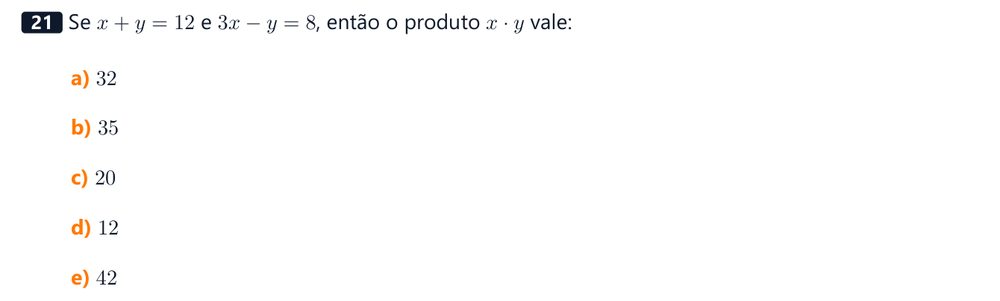 21 Se x + y = 12 e 3x − y = 8, então o produto x · y vale:
a) 32
b) 35
c) 20
d) 12
e) 42